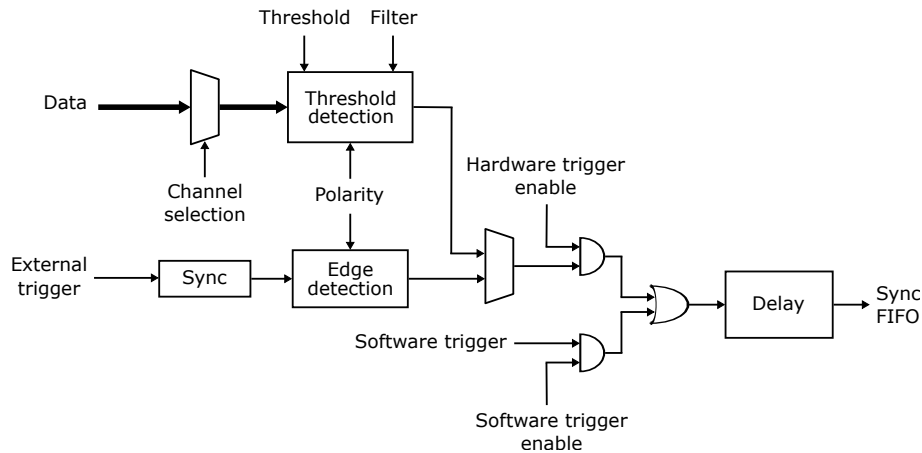 Threshold
Filter
Data
Threshold
detection
Channel
selection
Polarity
Hardware trigger
enable
External
trigger
Sync
Edge
detection
Delay
Sync
FIFO
Software trigger
Software trigger
enable